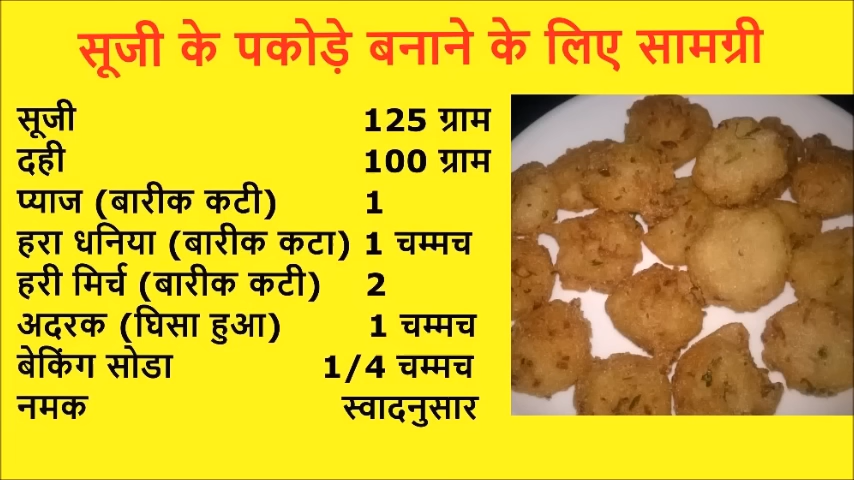 सूजी के पकोड़े बनाने के लिए सामग्री
सूजी 125 ग्राम
दही 100 ग्राम
प्याज (बारीक कटी) 1
हरा धनिया (बारीक कटा) 1 चम्मच
हरी मिर्च (बारीक कटी) 2
अदरक (घिसा हुआ) 1 चम्मच
बेकिंग सोडा 1/4 चम्मच
नमक स्वादनुसार